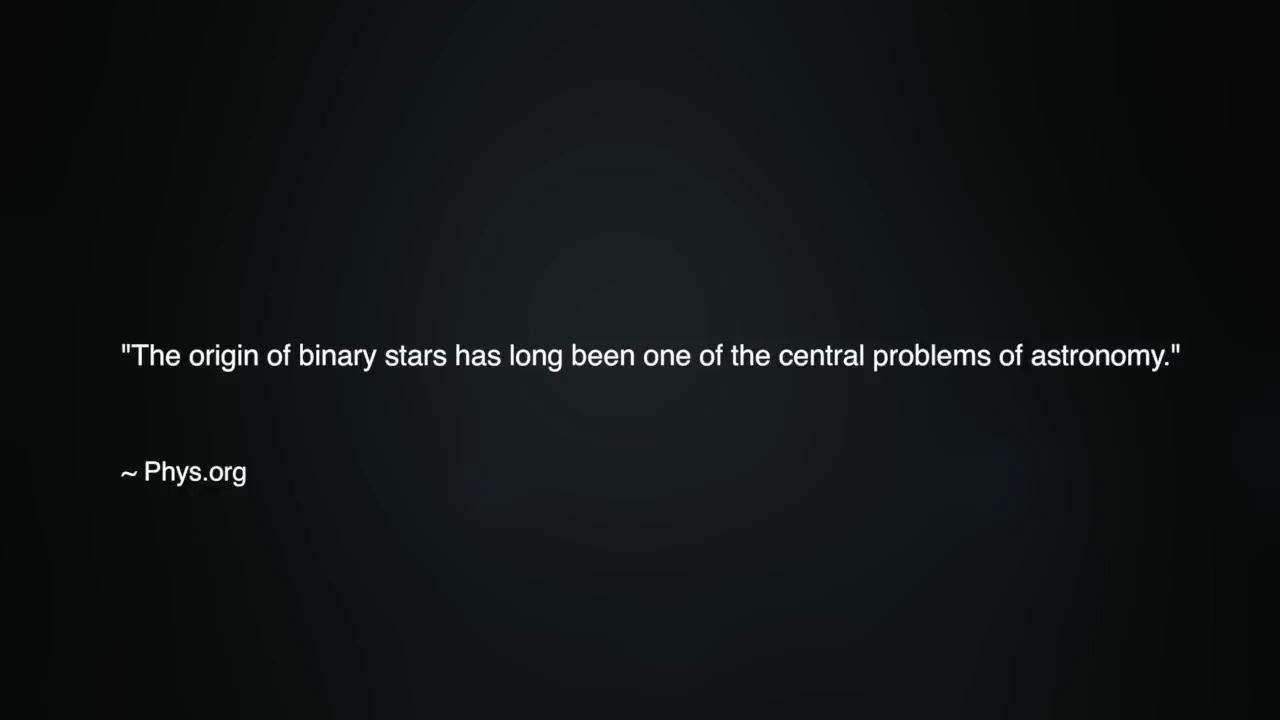 "The origin of binary stars has long been one of the central problems of astronomy."
~ Phys.org